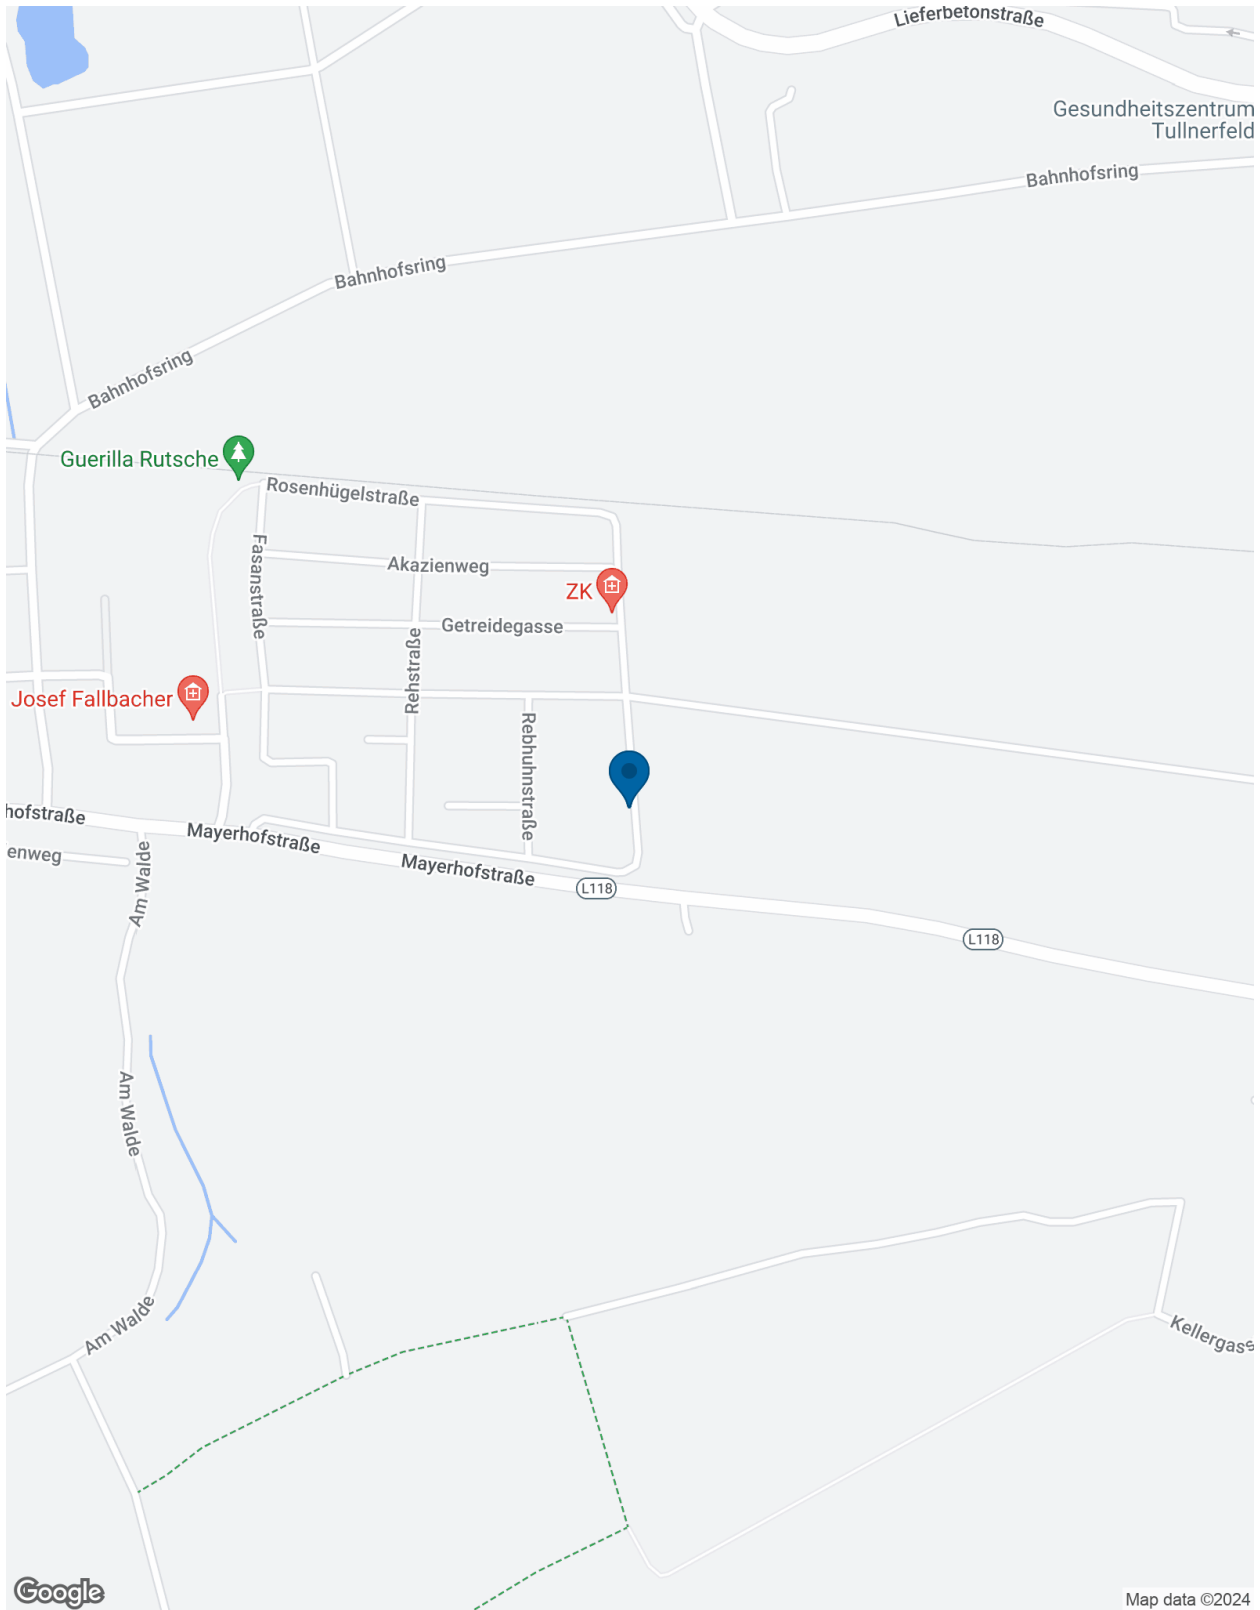 Lieferbetonstraße
Gesundheitszentrum
Tullnerfeld
Bahnhofsring
Bahnhofsring
Bahnhofsring
Guerilla Rutsche
Rosenhügelstraße
Fasanstraße
Akazienweg
ZK
Getreidegasse
Rehstraße
Josef Fallbacher
Rebhuhnstraße
hofstraße
Mayerhofstraße
enweg
Am Walde
Mayerhofstraße
L118
L118
Am Walde
Am Walde
Kellergass
Google
Map data ©2024